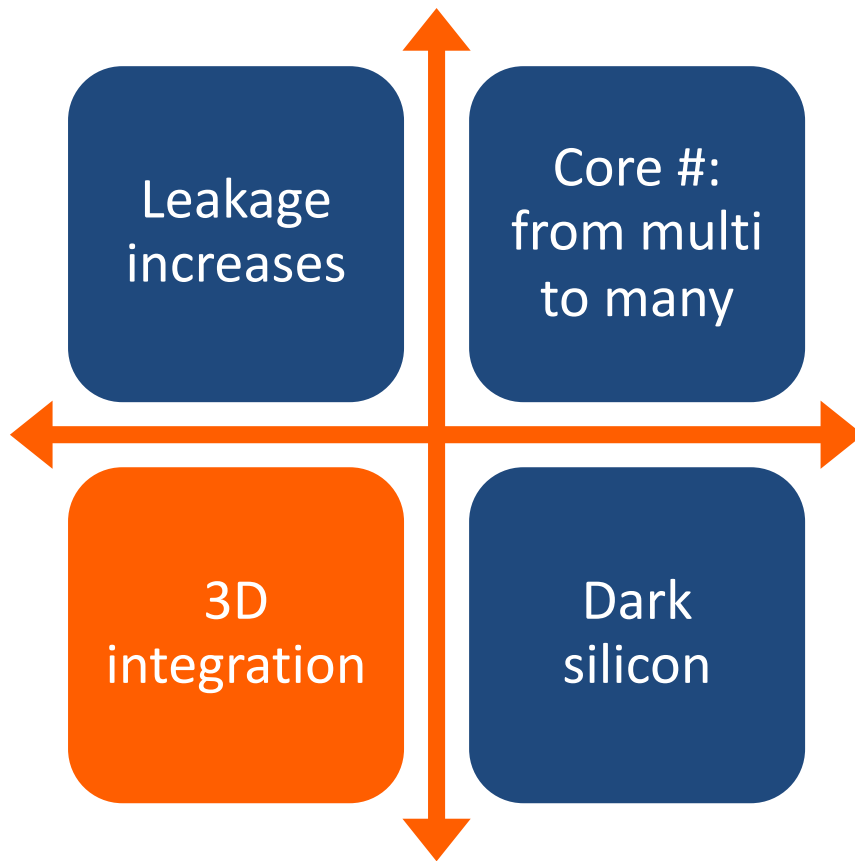 Leakage
increases
Core #:
from multi
to many
3D
integration
Dark
silicon